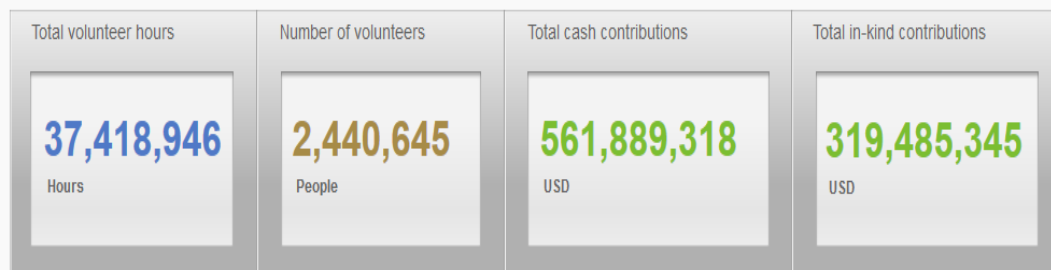 Total volunteer hours
37,418,946
Hours
Number of volunteers
2,440,645
People
Total cash contributions
561,889,318
USD
Total in-kind contributions
319,485,345
USD